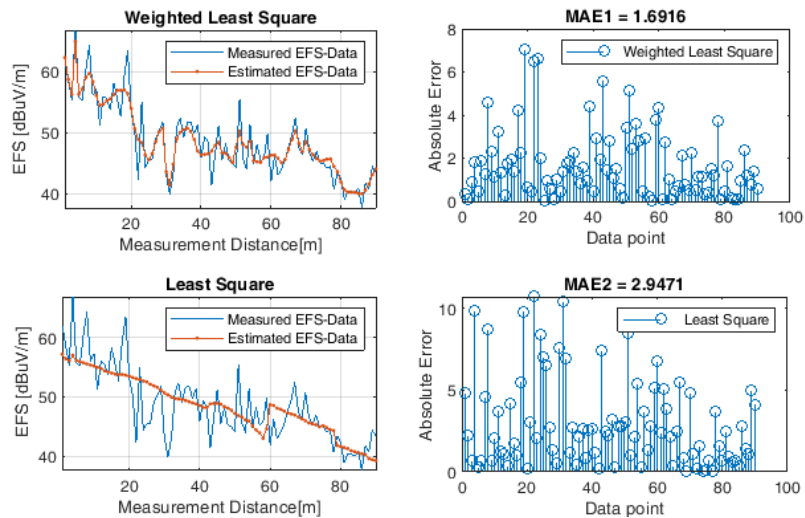 Weighted Least Square
EFS [dBuV/m]
60
50
40
Measured EFS-Data
Estimated EFS-Data
20 40 60 80
Measurement Distance[m]
MAE1 = 1.6916
Absolute Error
8
6
4
2
0
Weighted Least Square
0 20 40 60 80 100
Data point
Least Square
EFS [dBuV/m]
60
50
40
Measured EFS-Data
Estimated EFS-Data
20 40 60 80
Measurement Distance[m]
MAE2 = 2.9471
Absolute Error
10
5
0
Least Square
0 20 40 60 80 100
Data point